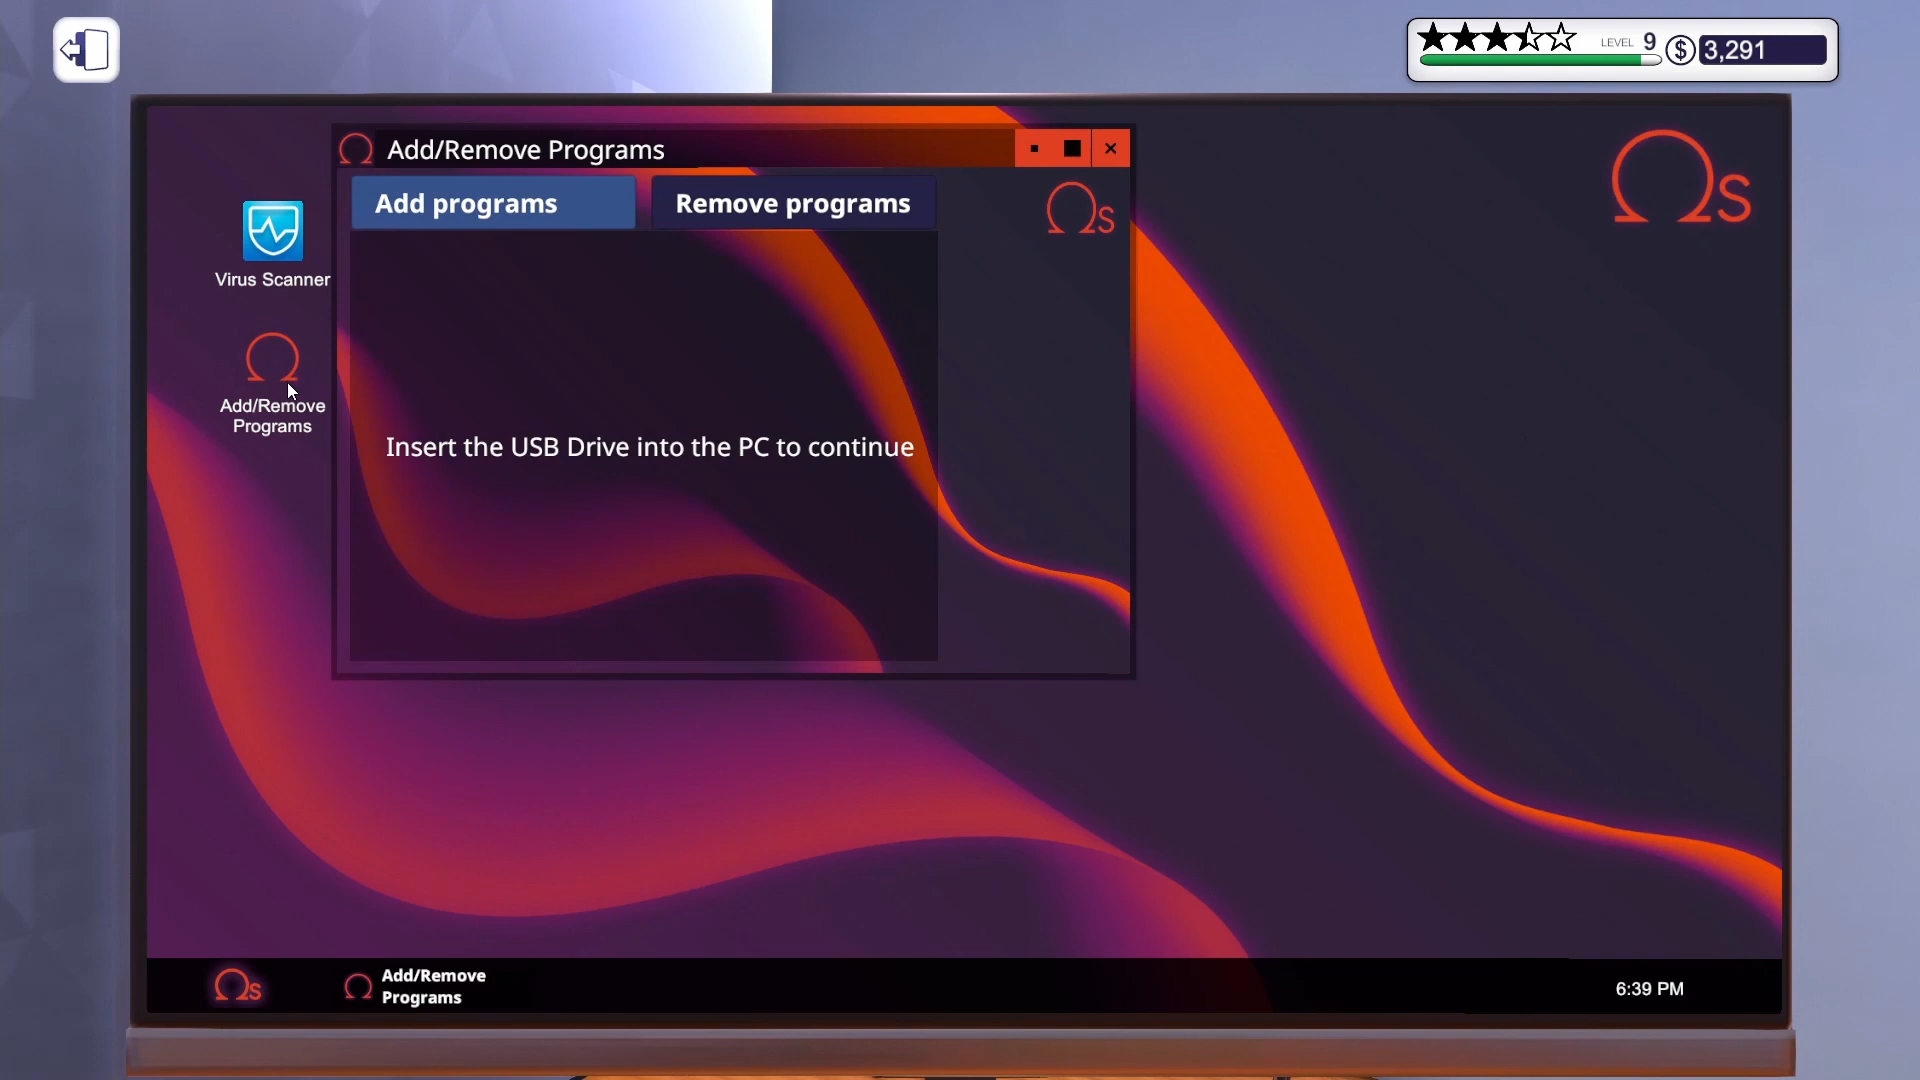 LEVEL 9 $ 3,291
Add/Remove Programs
Add programs
Remove programs
Ωs
Ωs
Virus Scanner
Add/Remove
Programs
Insert the USB Drive into the PC to continue
Ωs
Add/Remove
Programs
6:39 PM